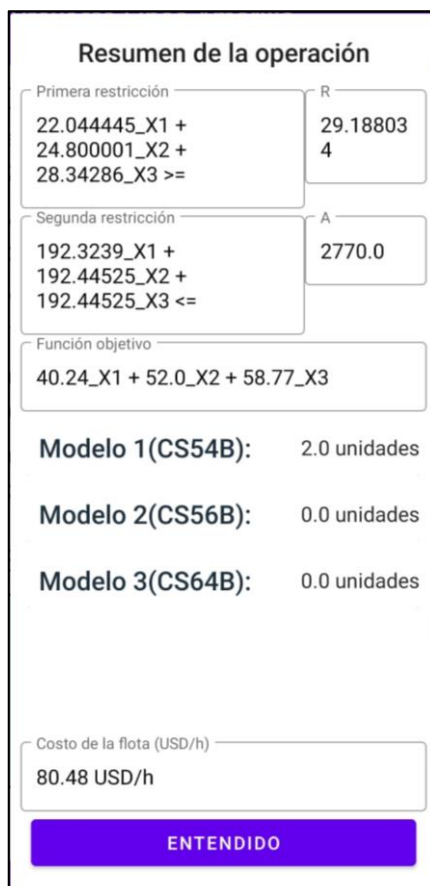 Resumen de la operación
Primera restricción
22.044445_X1 +
24.800001_X2 +
28.34286_X3 >=
R
29.18803
4
Segunda restricción
192.3239_X1 +
192.44525_X2 +
192.44525_X3 <=
A
2770.0
Función objetivo
40.24_X1 + 52.0_X2 + 58.77_X3
Modelo 1(CS54B): 2.0 unidades
Modelo 2(CS56B): 0.0 unidades
Modelo 3(CS64B): 0.0 unidades
Costo de la flota (USD/h)
80.48 USD/h
ENTENDIDO